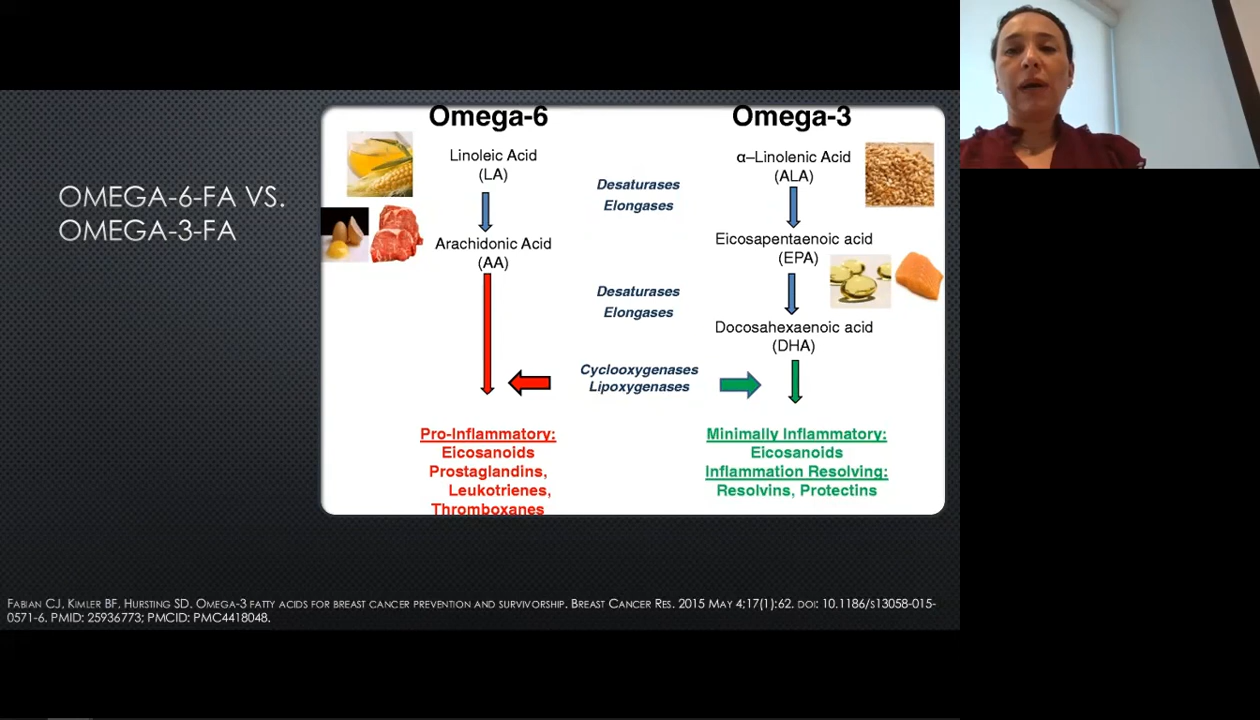 OMEGA-6-FA VS.
OMEGA-3-FA
Omega-6
Linoleic Acid
(LA)
Arachidonic Acid
(AA)
Pro-Inflammatory:
Eicosanoids
Prostaglandins,
Leukotrienes,
Thromboxanes
Desaturases
Elongases
Desaturases
Elongases
Cyclooxygenases
Lipoxygenases
Omega-3
α–Linolenic Acid
(ALA)
Eicosapentaenoic acid
(EPA)
Docosahexaenoic acid
(DHA)
Minimally Inflammatory:
Eicosanoids
Inflammation Resolving:
Resolvins, Protectins
Fabian CJ, Kimler BF, Hursting SD. Omega-3 fatty acids for breast cancer prevention and survivorship. Breast Cancer Res. 2015 May 4;17(1):62. doi: 10.1186/s13058-015-
0571-6. PMID: 25936773; PMCID: PMC4418048.